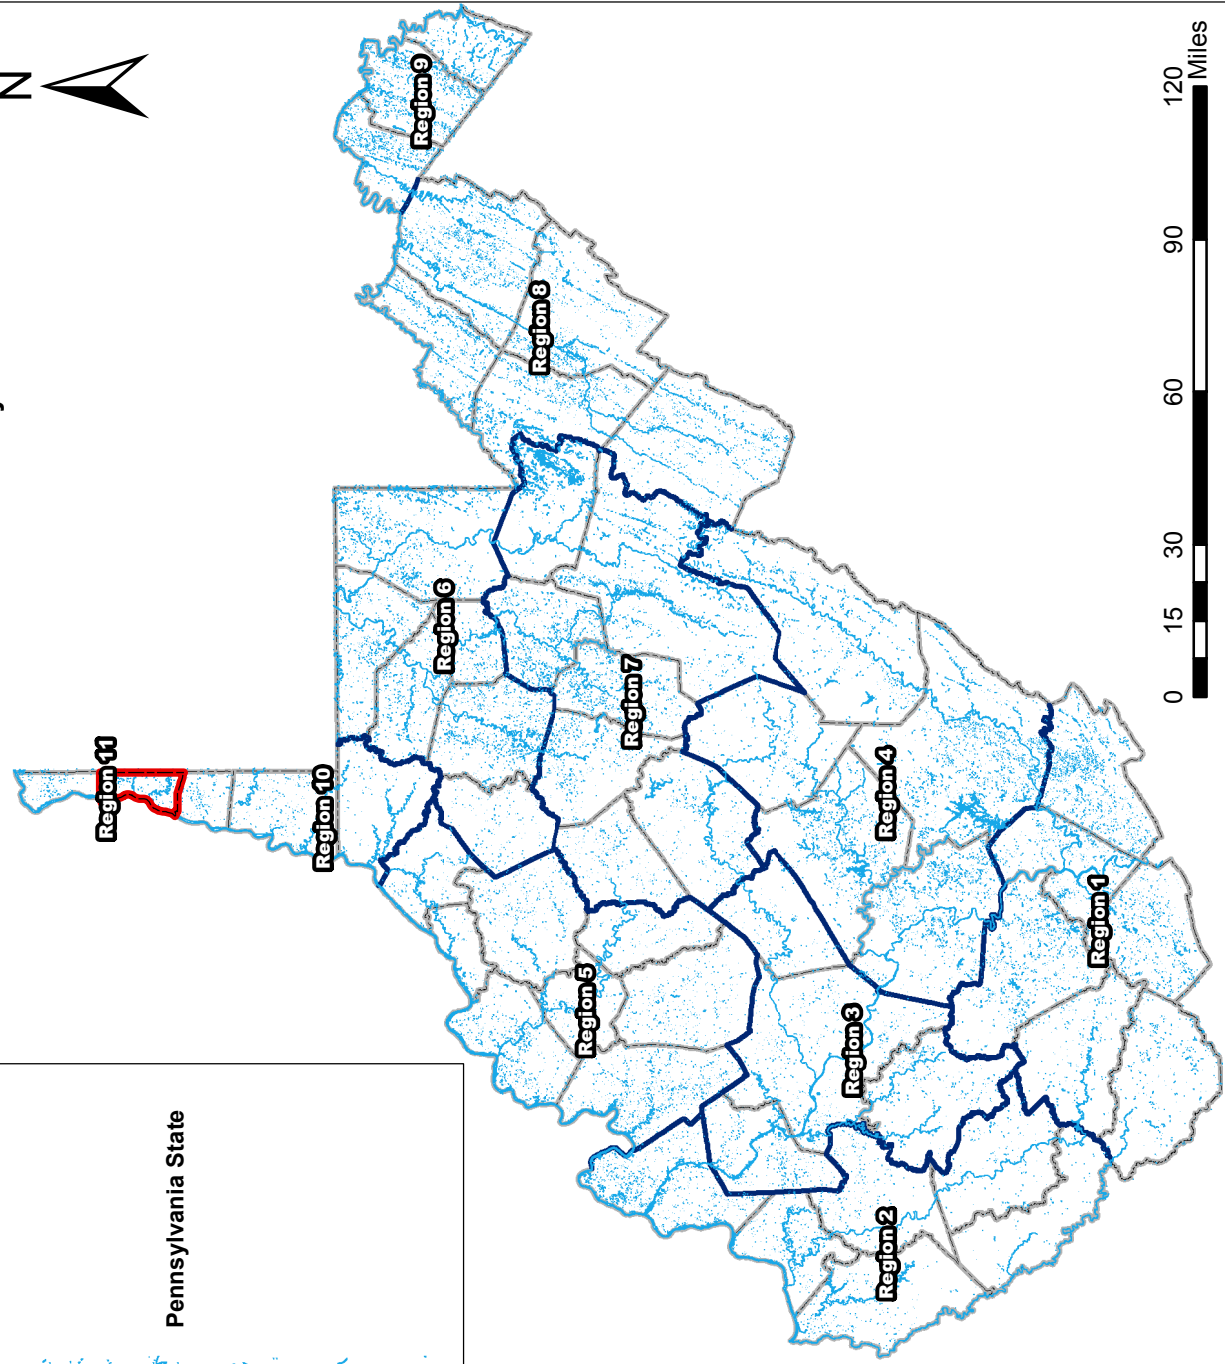 N
Region 9
Region 8
Region 6
Region 7
Region 11
Region 10
Region 4
Region 5
Region 3
Region 1
Region 2
Pennsylvania State
0 15 30 60 90 120
Miles